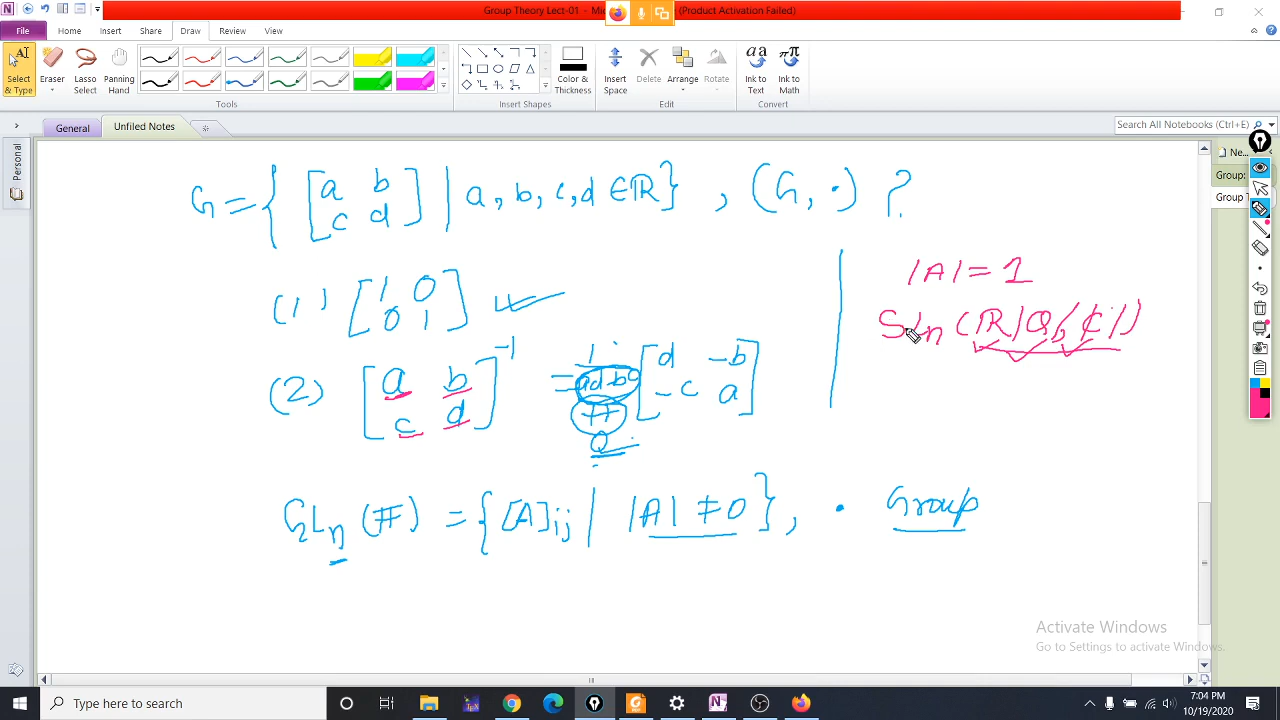 Group Theory Lect-01 - Mi
(Product Activation Failed)
File Home Insert Share Draw Review View
Select & Type
Eraser
Lasso Select
Panning Hand
Color & Thickness
Insert Space
Delete
Arrange
Rotate
Ink to Text
Ink to Math
Tools Insert Shapes Edit Convert
General Unfiled Notes
Search All Notebooks (Ctrl+E)
Personal
Ne
Group:
Group T
G = { [a b c d] | a, b, c, d ∈ ℝ } , (G, ·) ?
(1) [1 0 0 1]
|A| = 1
SLn (ℝ/Q, ₵/)
(2) [a b c d]⁻¹ = 1/ad-bc [d -b -c a]
GLn (F) = { [A]ij | |A| ≠ 0 }, · Group
Activate Windows
Go to Settings to activate Windows.
Type here to search
7:04 PM
10/19/2020